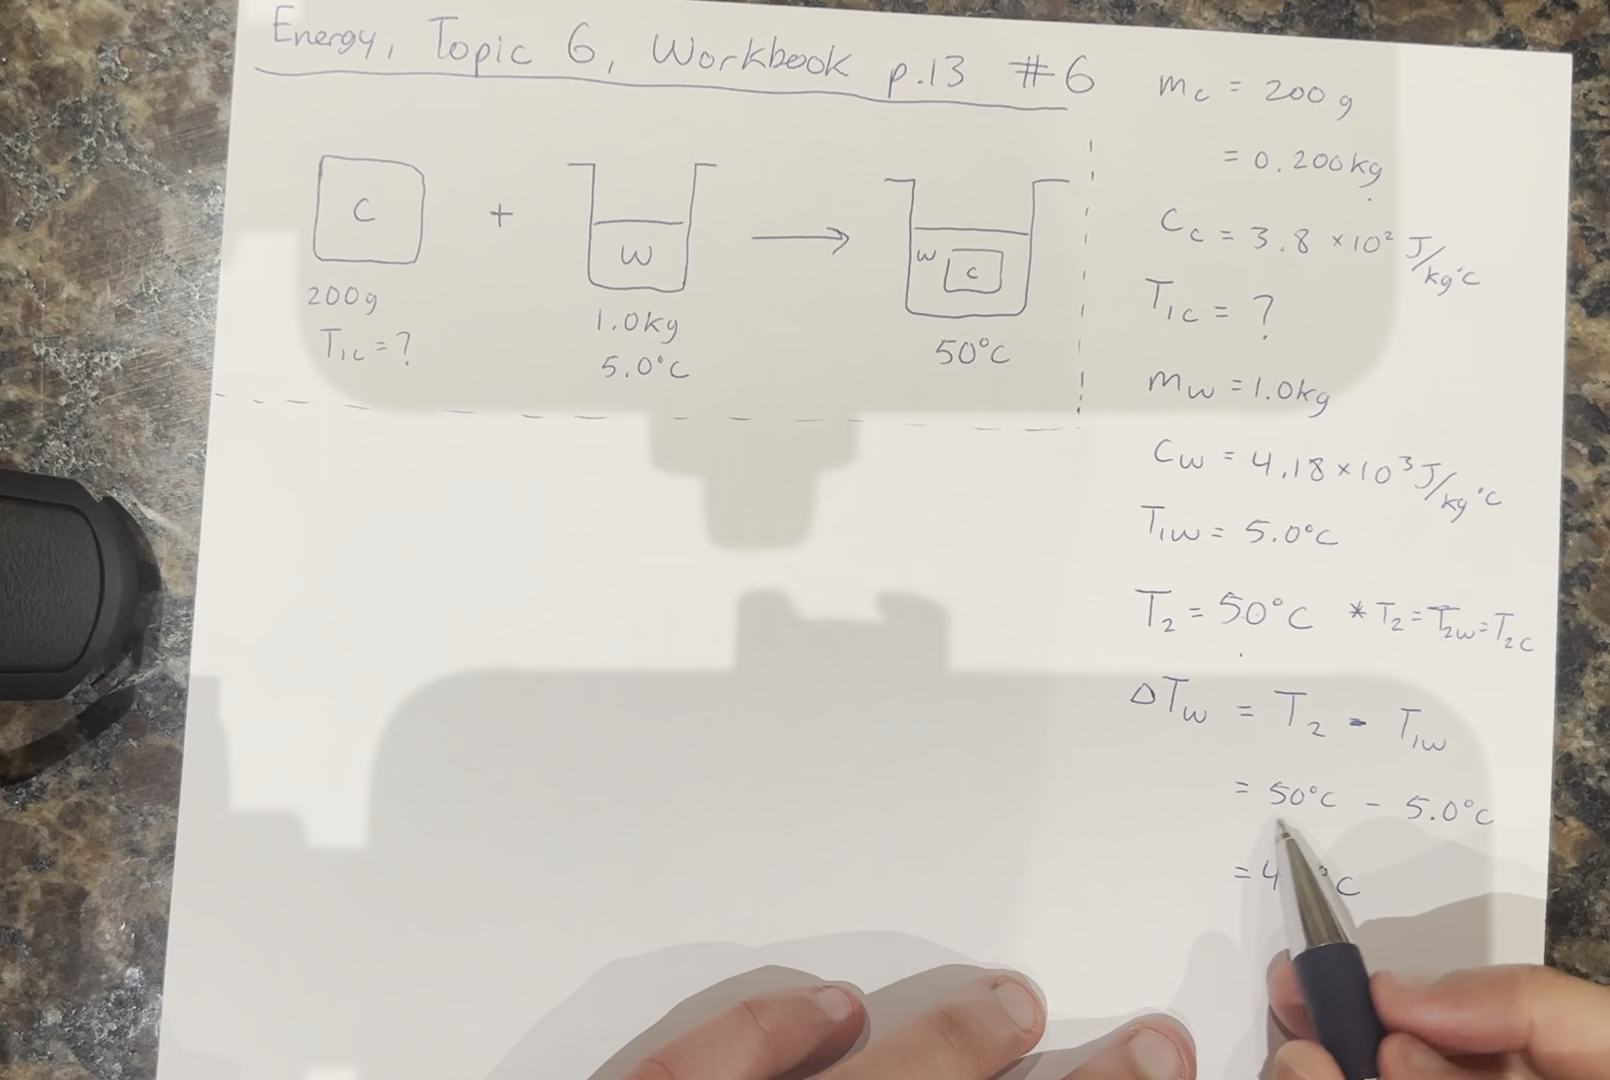 Energy, Topic 6, Workbook p.13 #6
C
+
W
→
W
C
200g
T₁c = ?
1.0kg
5.0°C
50°C
mc = 200 g
= 0.200kg
Cc = 3.8 ×10² J/kg°C
T₁c = ?
mw = 1.0kg
Cw = 4.18×10³ J/kg°C
T₁w = 5.0°C
T₂ = 50°C * T₂ = T₂w = T₂c
ΔTw = T₂ - T₁w
= 50°C - 5.0°C
= 4 °C